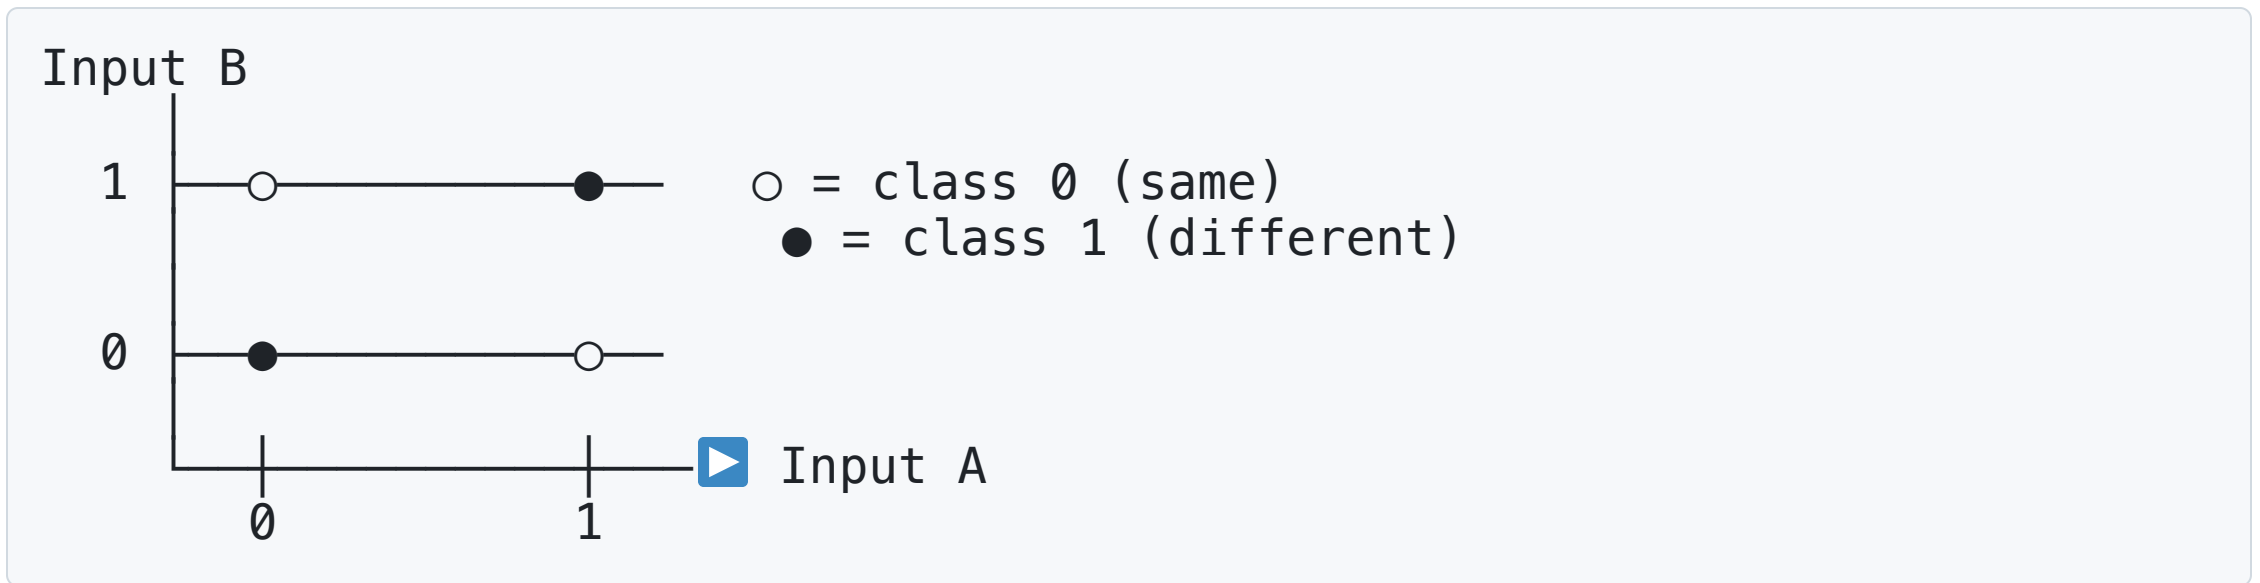 Input B
1 ○ = class 0 (same)
● = class 1 (different)
0
▶ Input A
0 1